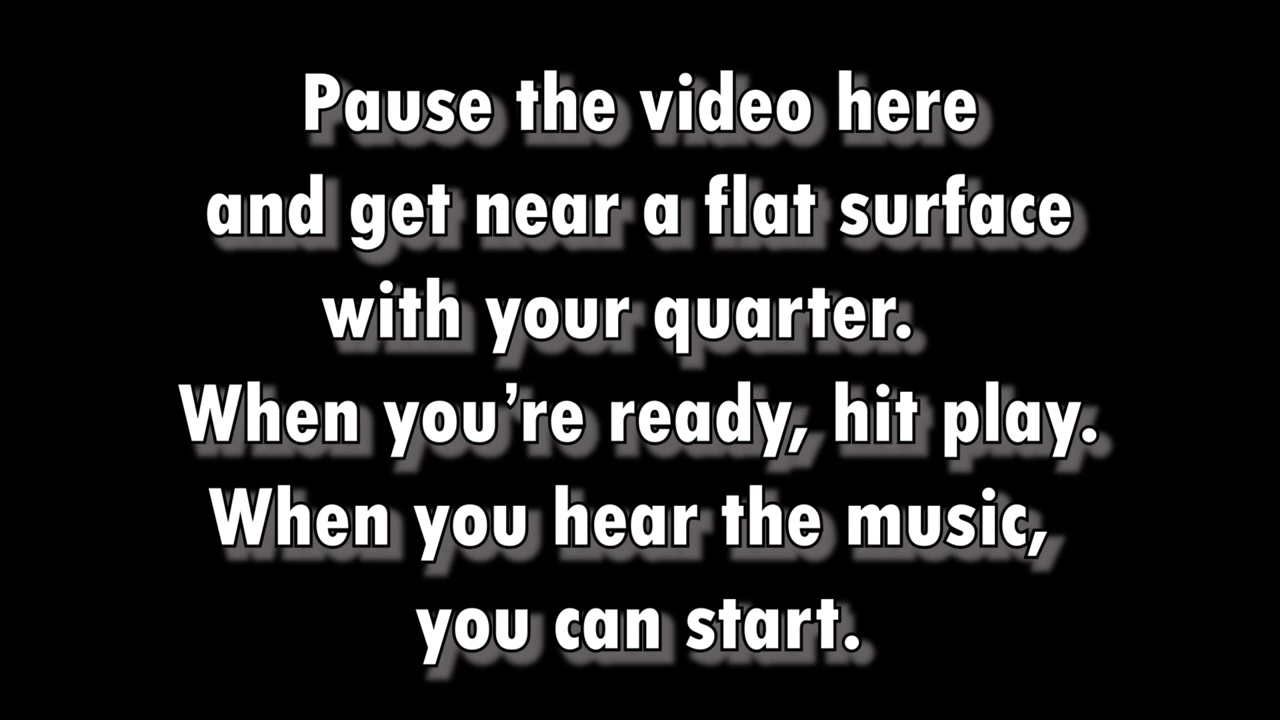 Pause the video here
and get near a flat surface
with your quarter.
When you’re ready, hit play.
When you hear the music,
you can start.